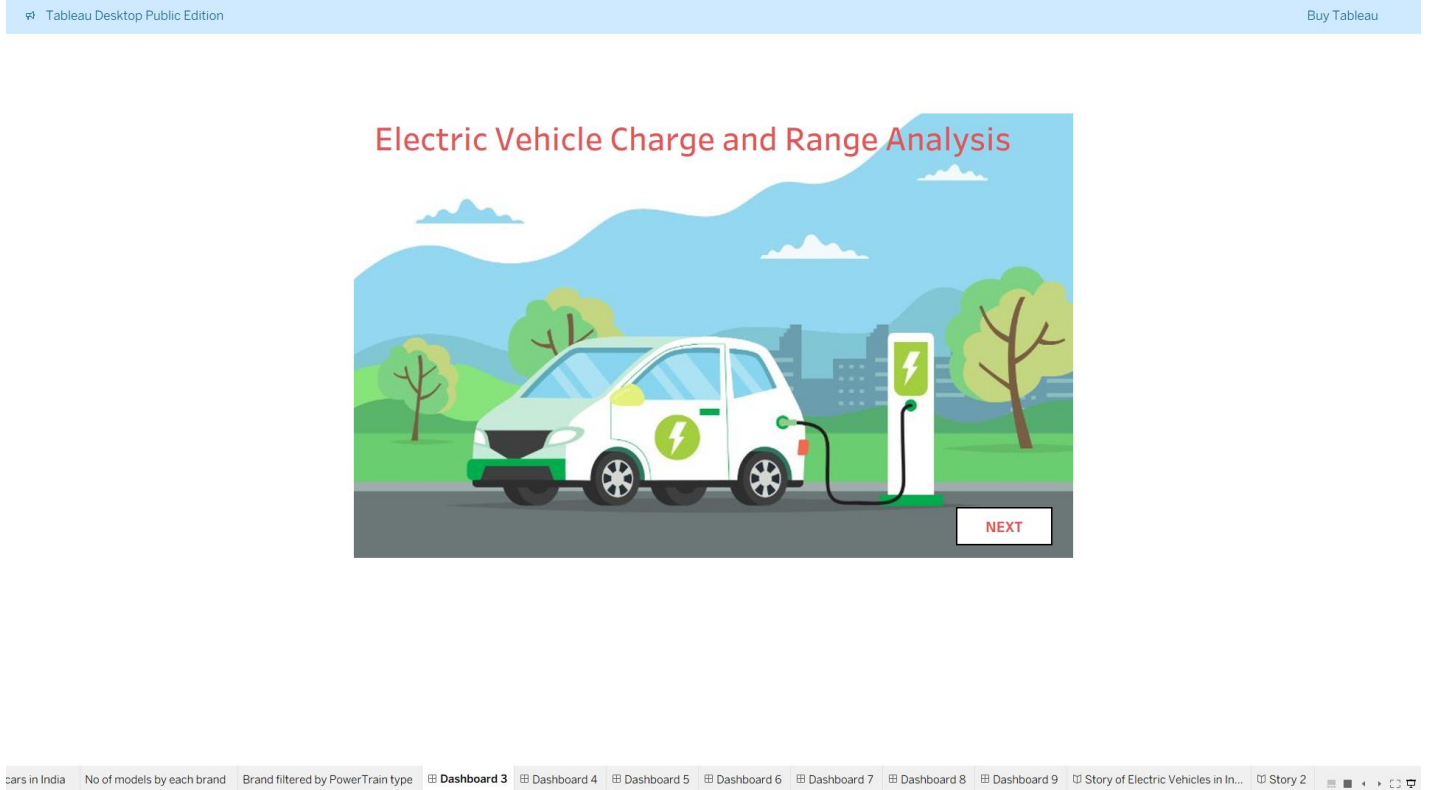 Tableau Desktop Public Edition
Buy Tableau
Electric Vehicle Charge and Range Analysis
NEXT
cars in India No of models by each brand Brand filtered by PowerTrain type Dashboard 3 Dashboard 4 Dashboard 5 Dashboard 6 Dashboard 7 Dashboard 8 Dashboard 9 Story of Electric Vehicles in In... Story 2